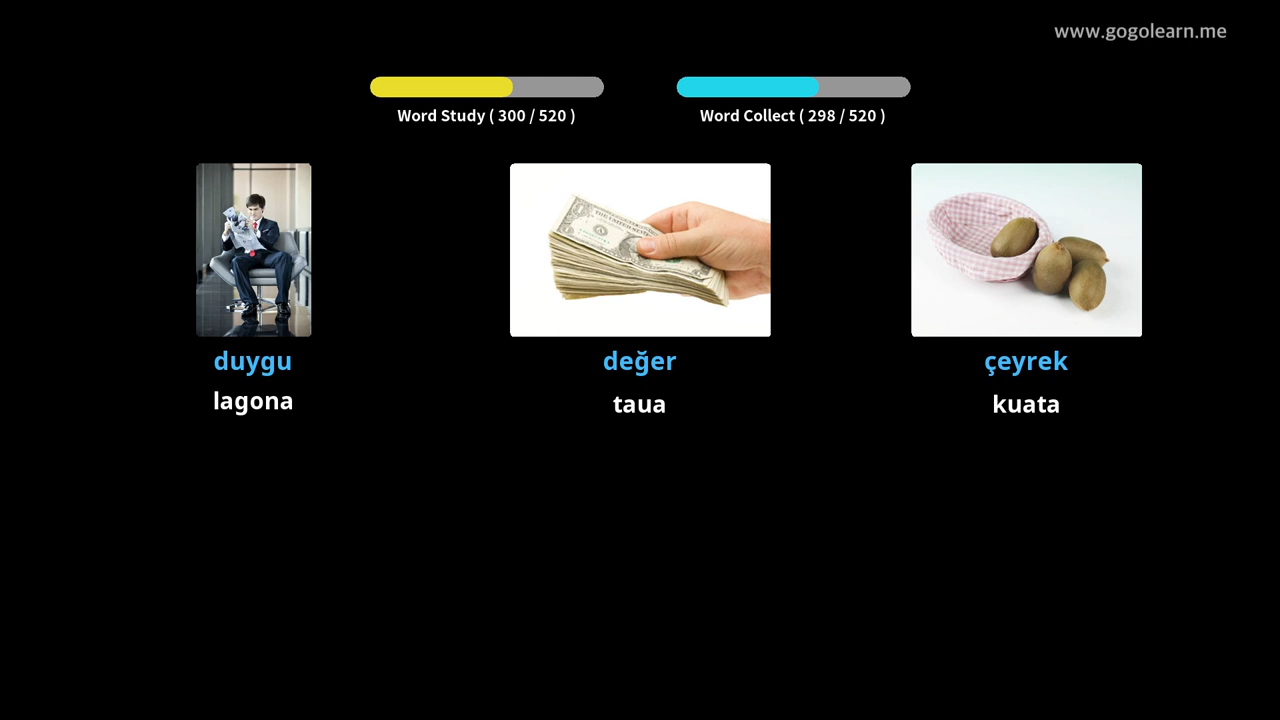 www.gogolearn.me
Word Study ( 300 / 520 )
Word Collect ( 298 / 520 )
duygu
değer
çeyrek
lagona
taua
kuata